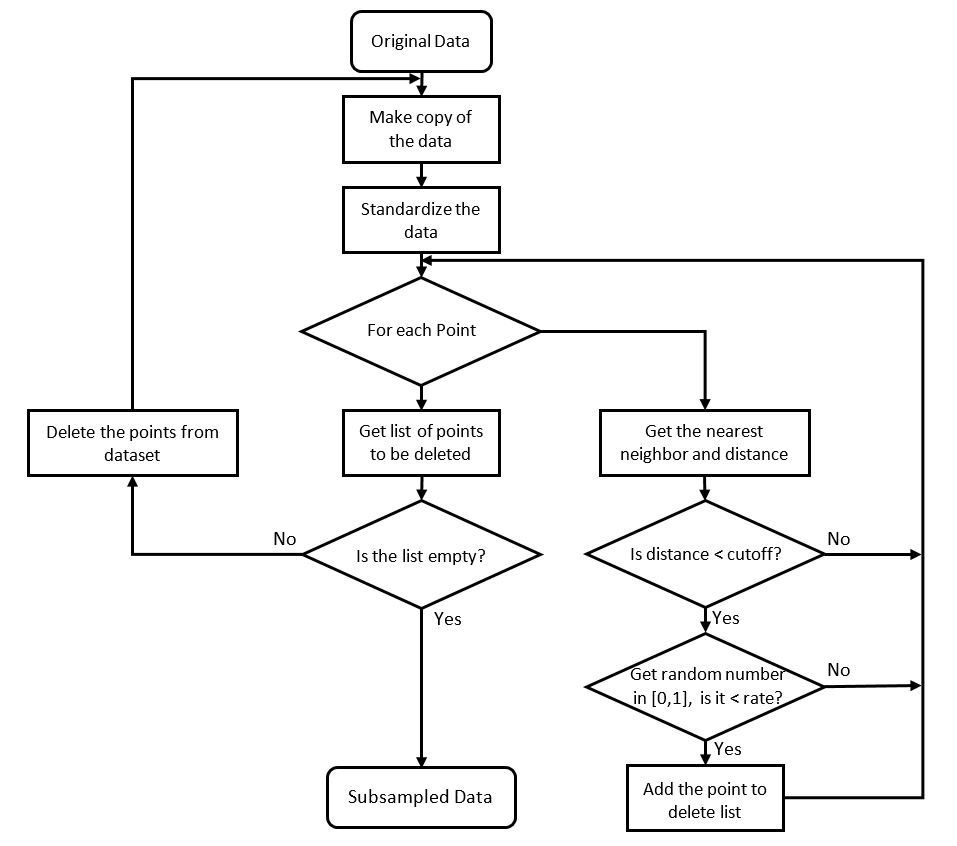 Original Data
Make copy of
the data
Standardize the
data
For each Point
Delete the points from
dataset
Get list of points
to be deleted
Get the nearest
neighbor and distance
No
Is the list empty?
Yes
Is distance < cutoff?
No
Yes
Get random number
in [0,1], is it < rate?
No
Yes
Subsampled Data
Add the point to
delete list